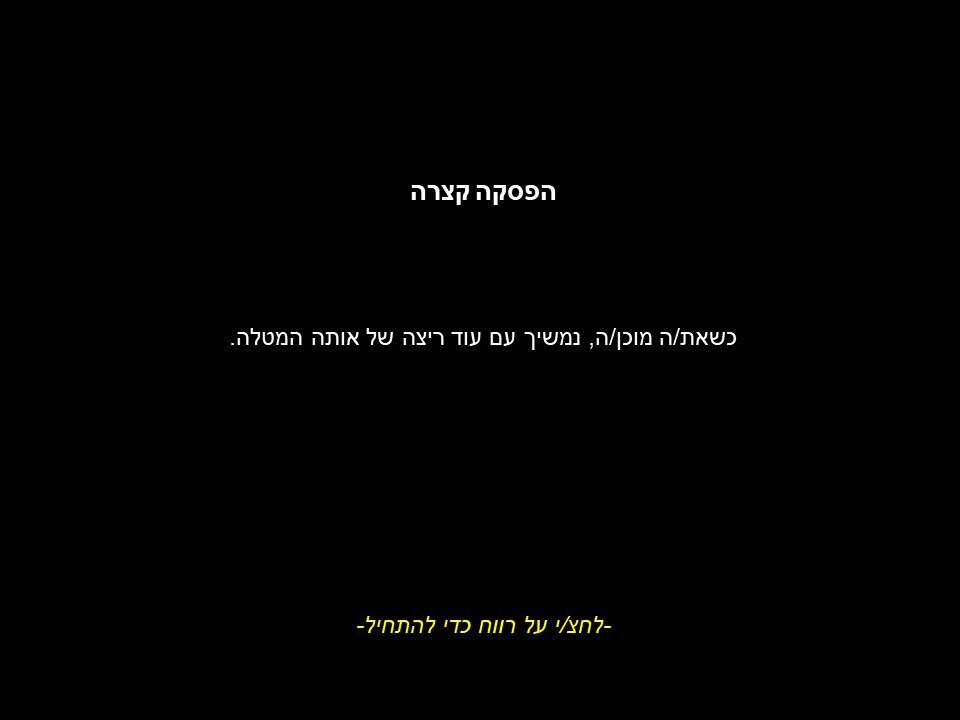 הפסקה קצרה
כשאת/ה מוכן/ה, נמשיך עם עוד ריצה של אותה המטלה.
-לחצ/י על רווח כדי להתחיל-